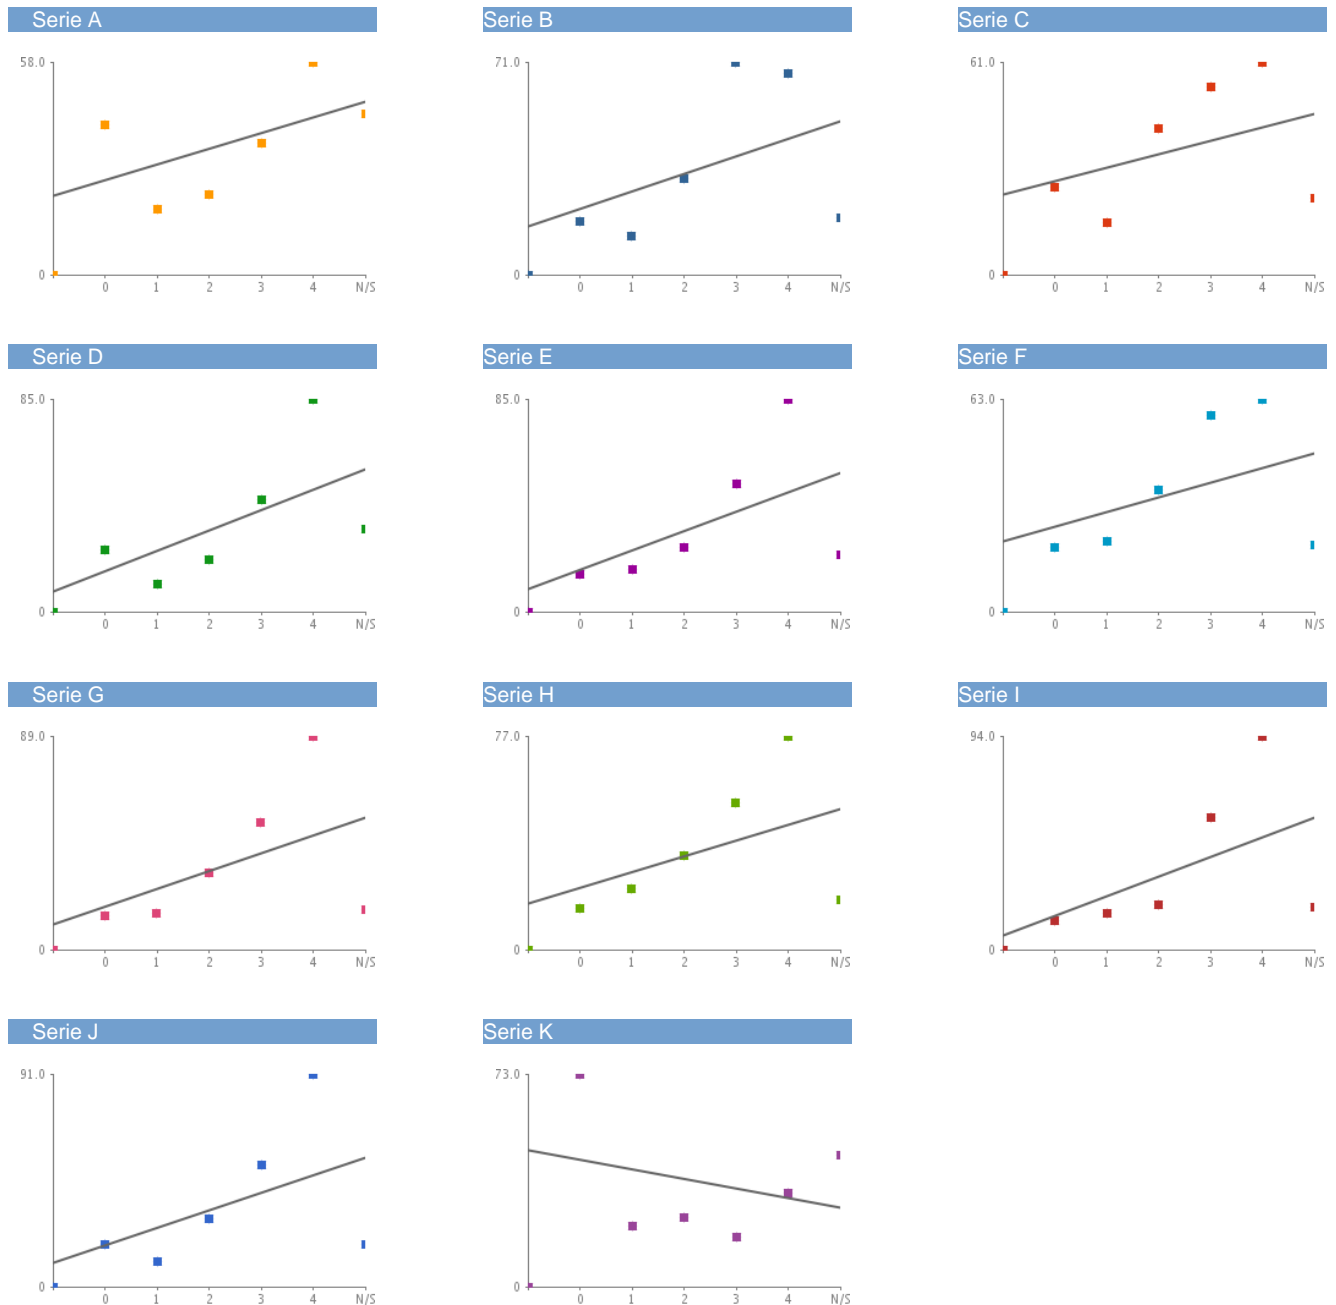 Serie A
58.0
0
0 1 2 3 4 N/S
Serie B
71.0
0
0 1 2 3 4 N/S
Serie C
61.0
0
0 1 2 3 4 N/S
Serie D
85.0
0
0 1 2 3 4 N/S
Serie E
85.0
0
0 1 2 3 4 N/S
Serie F
63.0
0
0 1 2 3 4 N/S
Serie G
89.0
0
0 1 2 3 4 N/S
Serie H
77.0
0
0 1 2 3 4 N/S
Serie I
94.0
0
0 1 2 3 4 N/S
Serie J
91.0
0
0 1 2 3 4 N/S
Serie K
73.0
0
0 1 2 3 4 N/S